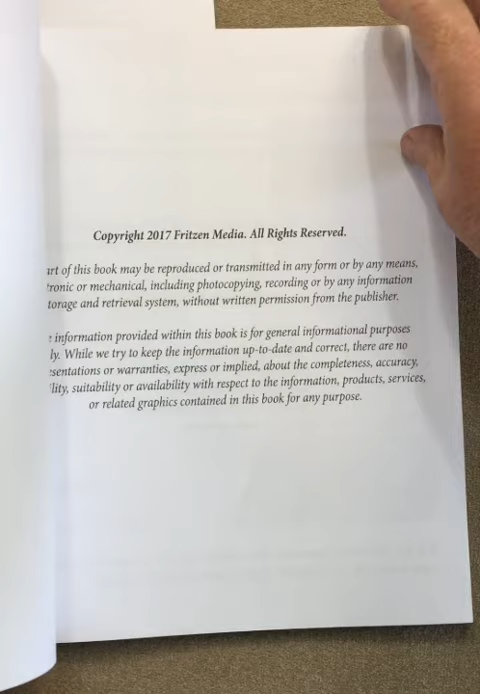 Copyright 2017 Fritzen Media. All Rights Reserved.
art of this book may be reproduced or transmitted in any form or by any means,
tronic or mechanical, including photocopying, recording or by any information
torage and retrieval system, without written permission from the publisher.
information provided within this book is for general informational purposes
ly. While we try to keep the information up-to-date and correct, there are no
sentations or warranties, express or implied, about the completeness, accuracy,
lity, suitability or availability with respect to the information, products, services,
or related graphics contained in this book for any purpose.